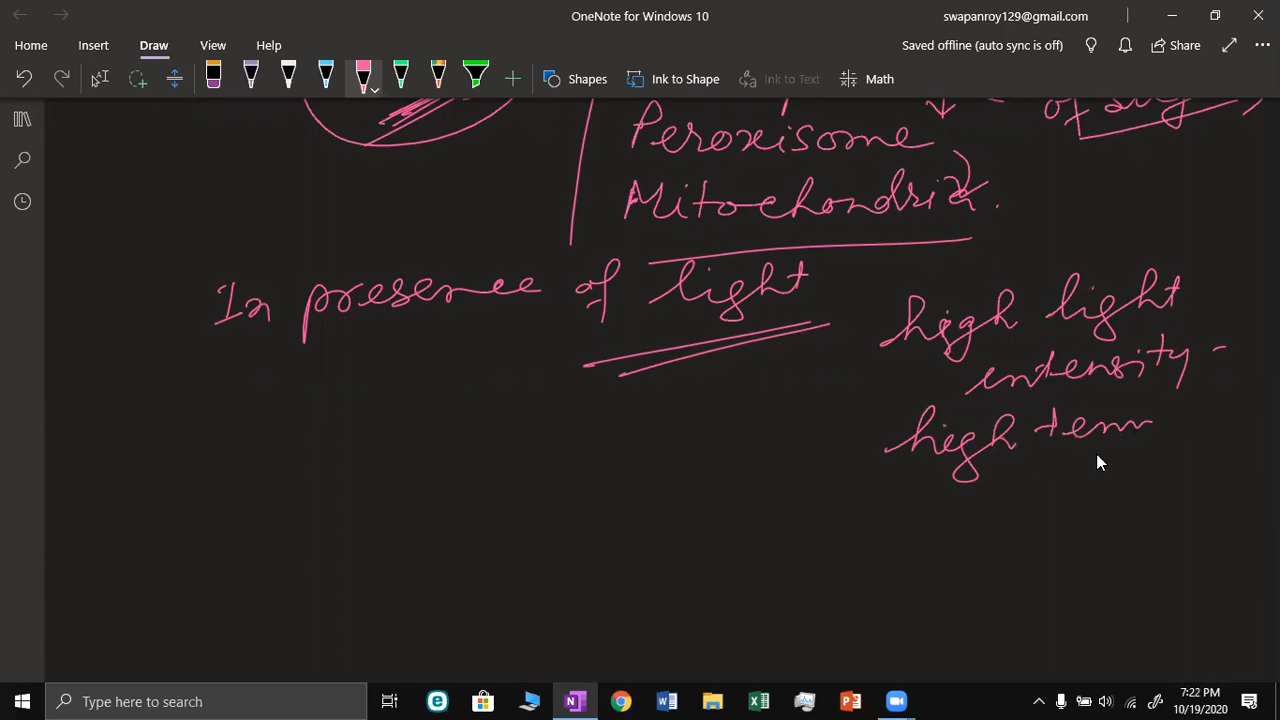 OneNote for Windows 10
swapanroy129@gmail.com
Home Insert Draw View Help
Saved offline (auto sync is off)
Share
Shapes
Ink to Shape
Ink to Text
Math
Peroxisome
Mitochondria.
In presence of light
high light
intensity -
high tem
Type here to search
7:22 PM
10/19/2020